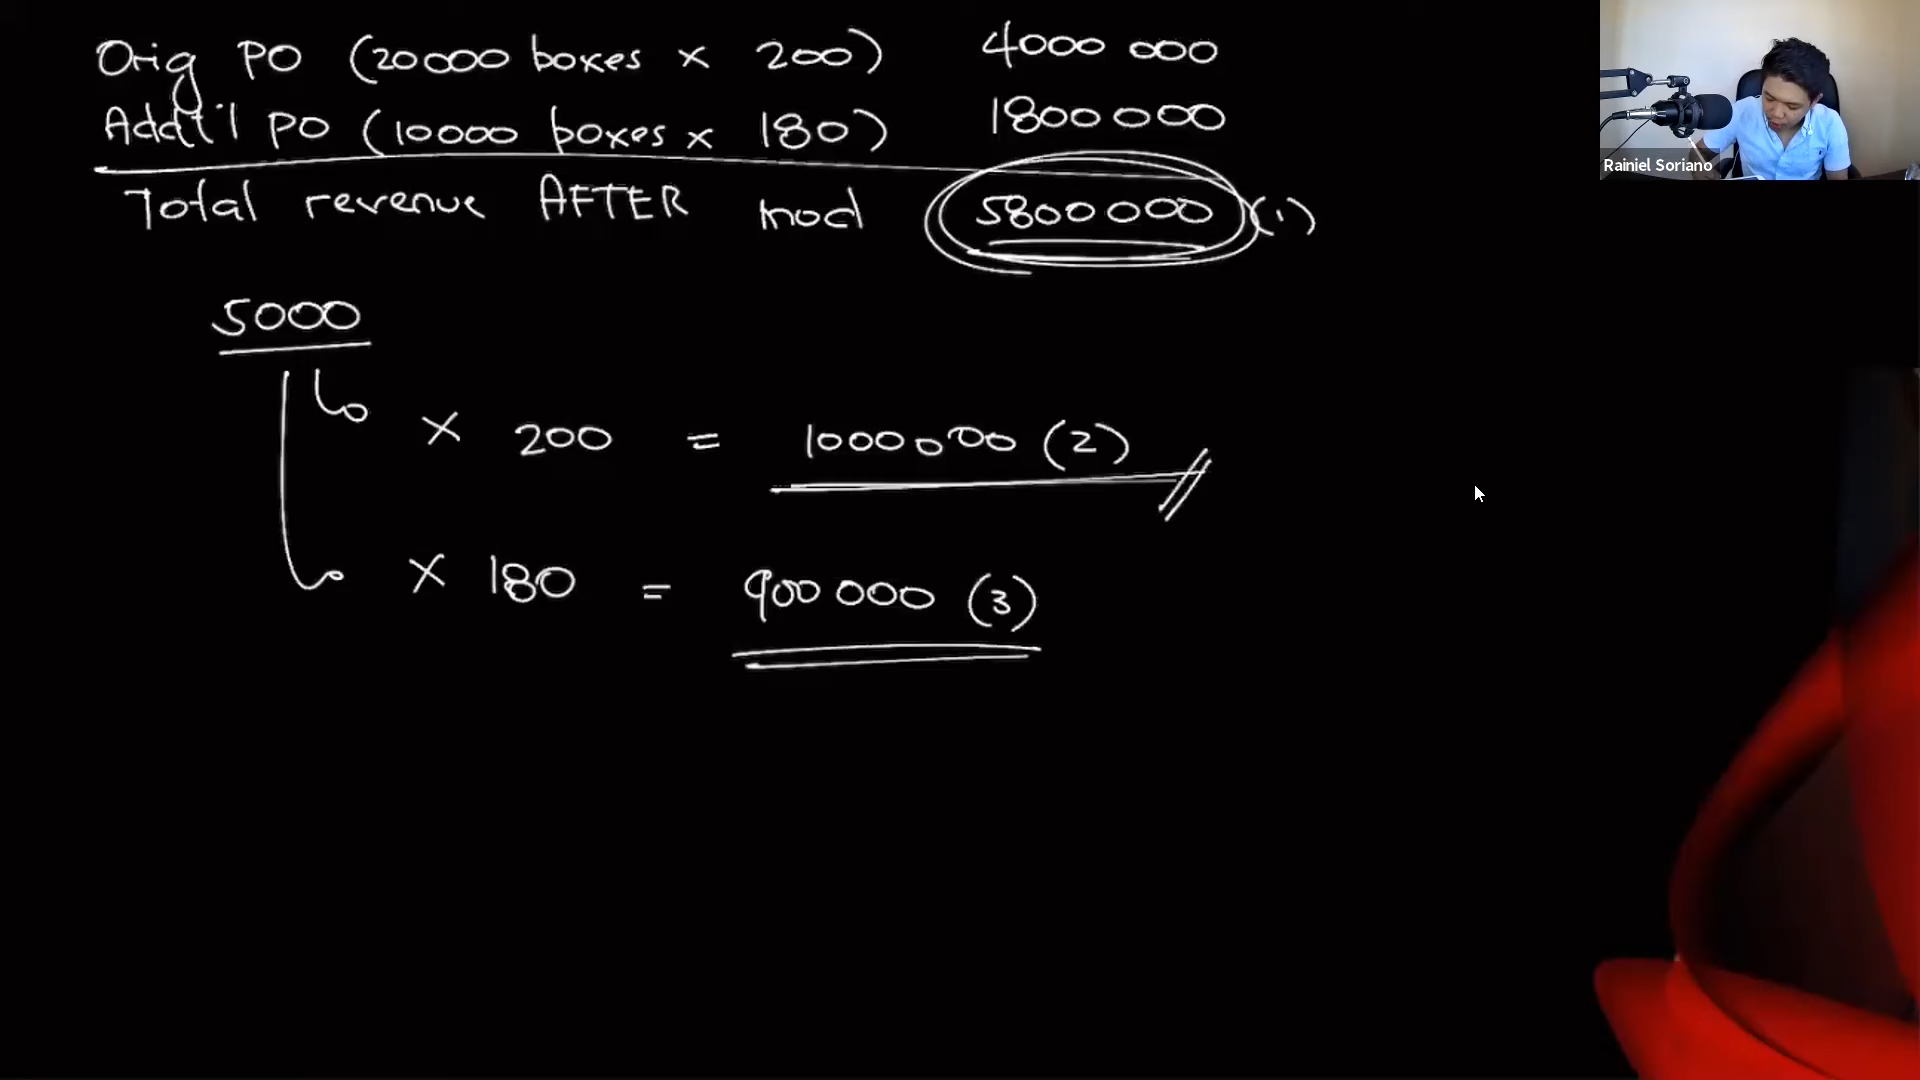 Orig PO (20000 boxes x 200) 4000 000
Addt'l PO (10000 boxes x 180) 1800 000
Total revenue AFTER mod 5800 000 (1)
5000
x 200 = 1000 000 (2)
x 180 = 900 000 (3)
Rainiel Soriano